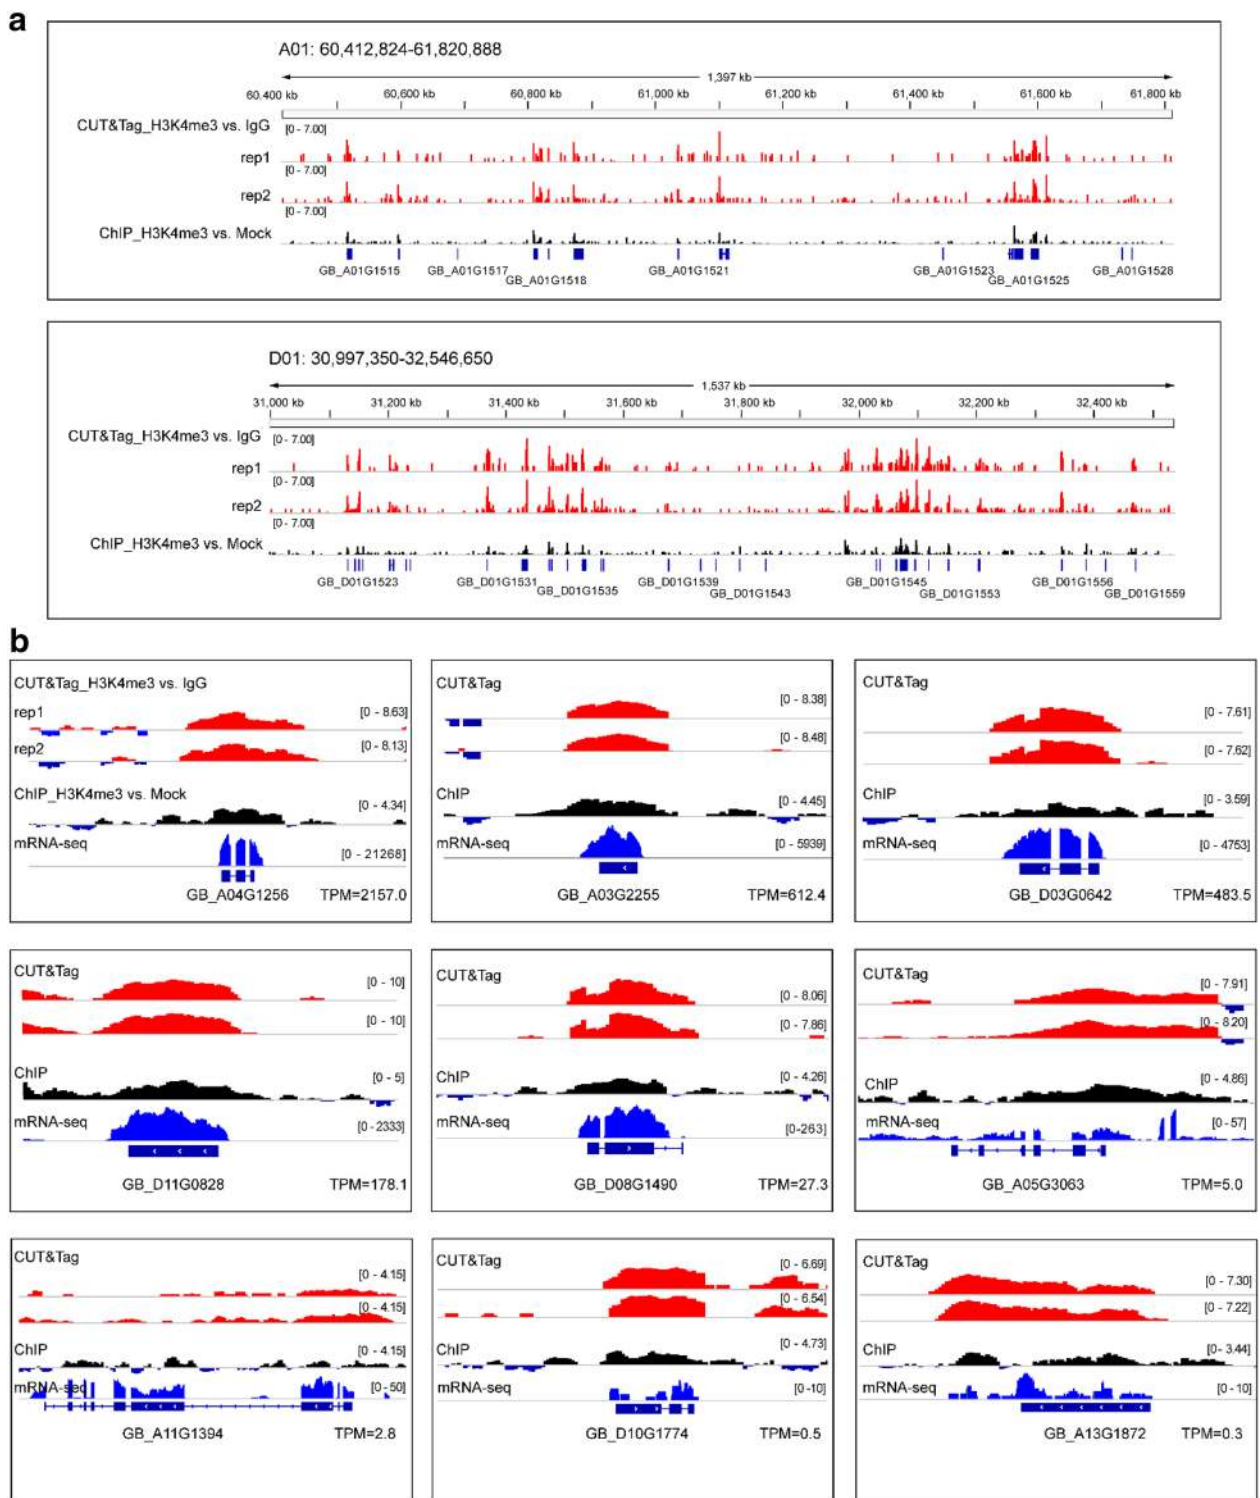 a
A01: 60,412,824-61,820,888
1,397 kb
60,400 kb 60,600 kb 60,800 kb 61,000 kb 61,200 kb 61,400 kb 61,600 kb 61,800 kb
CUT&Tag_H3K4me3 vs. IgG [0 - 7.00]
rep1
[0 - 7.00]
rep2
[0 - 7.00]
ChIP_H3K4me3 vs. Mock
GB_A01G1515 GB_A01G1517 GB_A01G1521 GB_A01G1523 GB_A01G1528
GB_A01G1518 GB_A01G1525
D01: 30,997,350-32,546,650
1,537 kb
31,000 kb 31,200 kb 31,400 kb 31,600 kb 31,800 kb 32,000 kb 32,200 kb 32,400 kb
CUT&Tag_H3K4me3 vs. IgG [0 - 7.00]
rep1
[0 - 7.00]
rep2
[0 - 7.00]
ChIP_H3K4me3 vs. Mock
GB_D01G1523 GB_D01G1531 GB_D01G1539 GB_D01G1545 GB_D01G1556
GB_D01G1535 GB_D01G1543 GB_D01G1553 GB_D01G1559
b
CUT&Tag_H3K4me3 vs. IgG
rep1 [0 - 8.63]
rep2 [0 - 8.13]
ChIP_H3K4me3 vs. Mock [0 - 4.34]
mRNA-seq [0 - 21268]
GB_A04G1256 TPM=2157.0
CUT&Tag
[0 - 8.38]
[0 - 8.48]
ChIP [0 - 4.45]
mRNA-seq [0 - 5939]
GB_A03G2255 TPM=612.4
CUT&Tag
[0 - 7.61]
[0 - 7.62]
ChIP [0 - 3.59]
mRNA-seq [0 - 4753]
GB_D03G0642 TPM=483.5
CUT&Tag
[0 - 10]
[0 - 10]
ChIP [0 - 5]
mRNA-seq [0 - 2333]
GB_D11G0828 TPM=178.1
CUT&Tag
[0 - 8.06]
[0 - 7.86]
ChIP [0 - 4.26]
mRNA-seq [0-263]
GB_D08G1490 TPM=27.3
CUT&Tag
[0 - 7.91]
[0 - 8.20]
ChIP [0 - 4.86]
mRNA-seq [0 - 57]
GB_A05G3063 TPM=5.0
CUT&Tag
[0 - 4.15]
[0 - 4.15]
ChIP [0 - 4.15]
mRNA-seq [0 - 50]
GB_A11G1394 TPM=2.8
CUT&Tag
[0 - 6.69]
[0 - 6.54]
ChIP [0 - 4.73]
mRNA-seq [0 -10]
GB_D10G1774 TPM=0.5
CUT&Tag
[0 - 7.30]
[0 - 7.22]
ChIP [0 - 3.44]
mRNA-seq [0 - 10]
GB_A13G1872 TPM=0.3